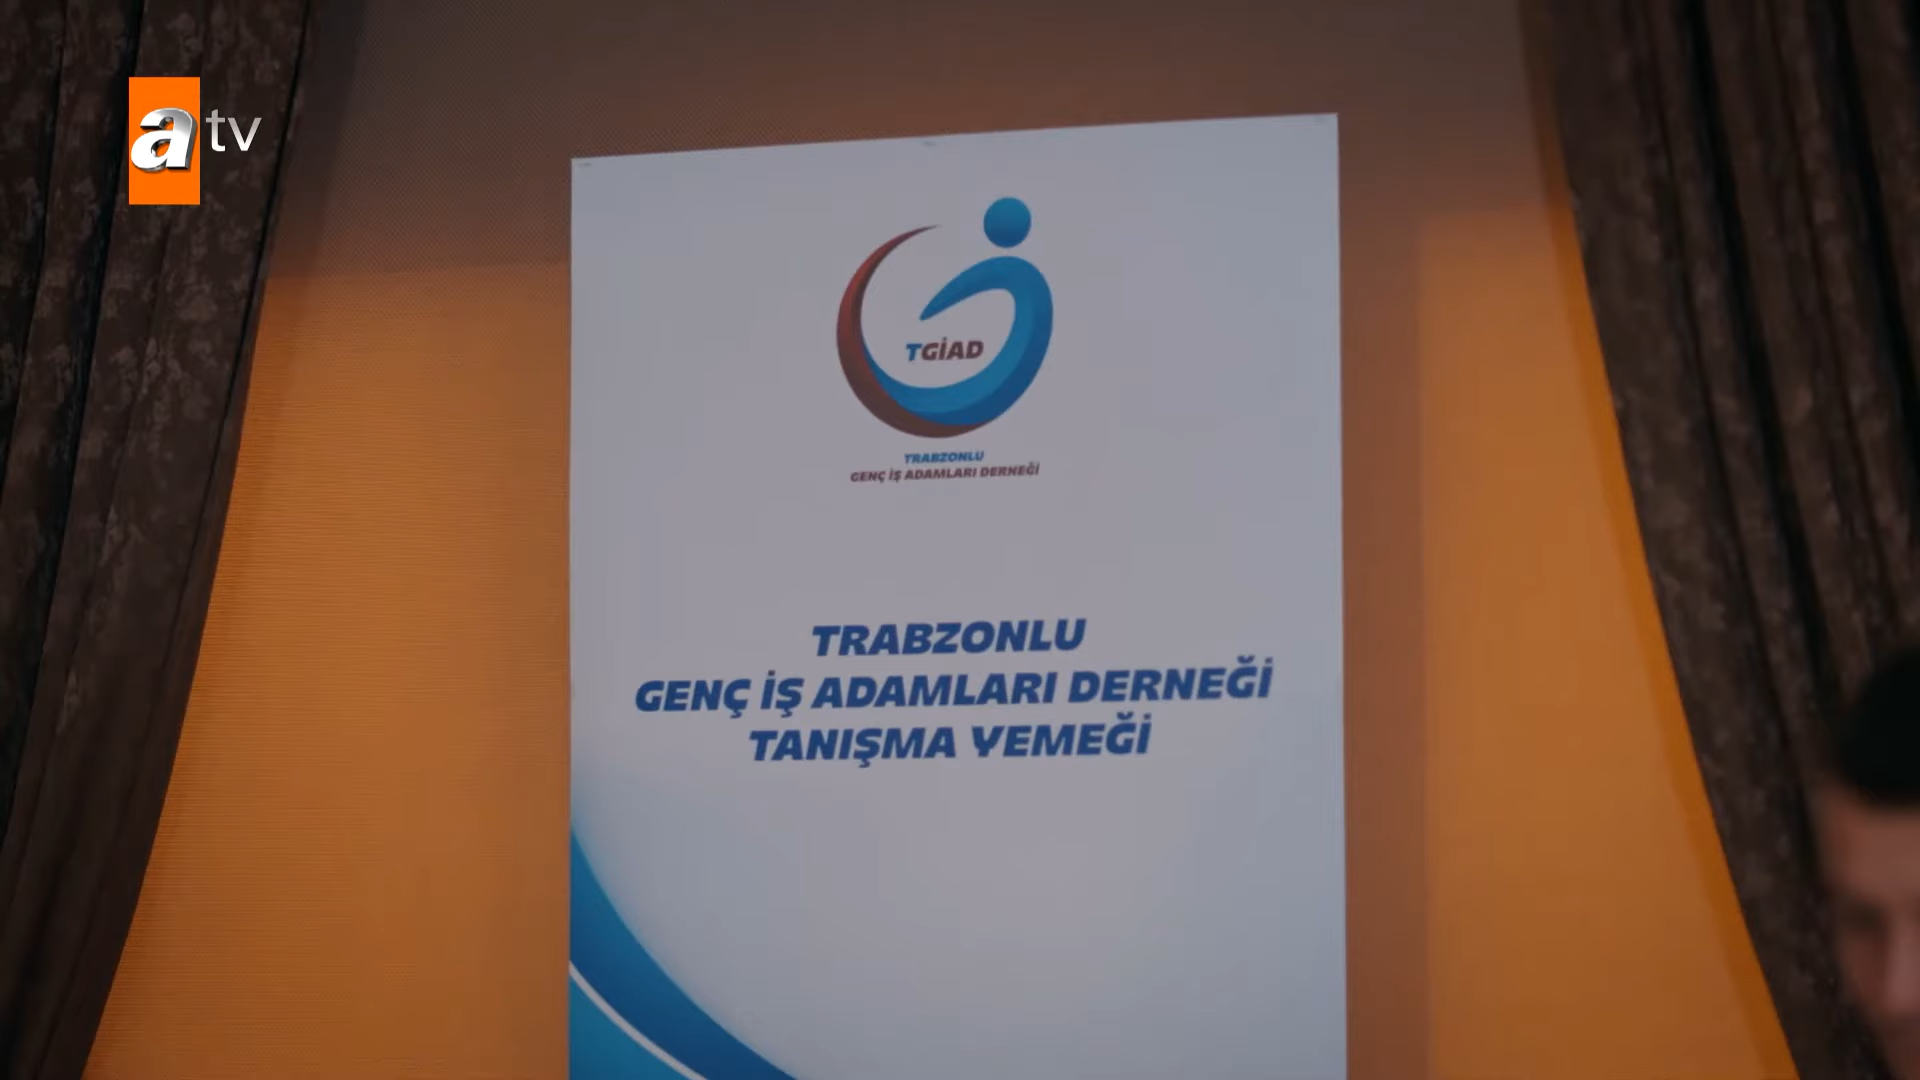 atv
TGİAD
TRABZONLU
GENÇ İŞ ADAMLARI DERNEĞİ
TRABZONLU
GENÇ İŞ ADAMLARI DERNEĞİ
TANIŞMA YEMEĞİ